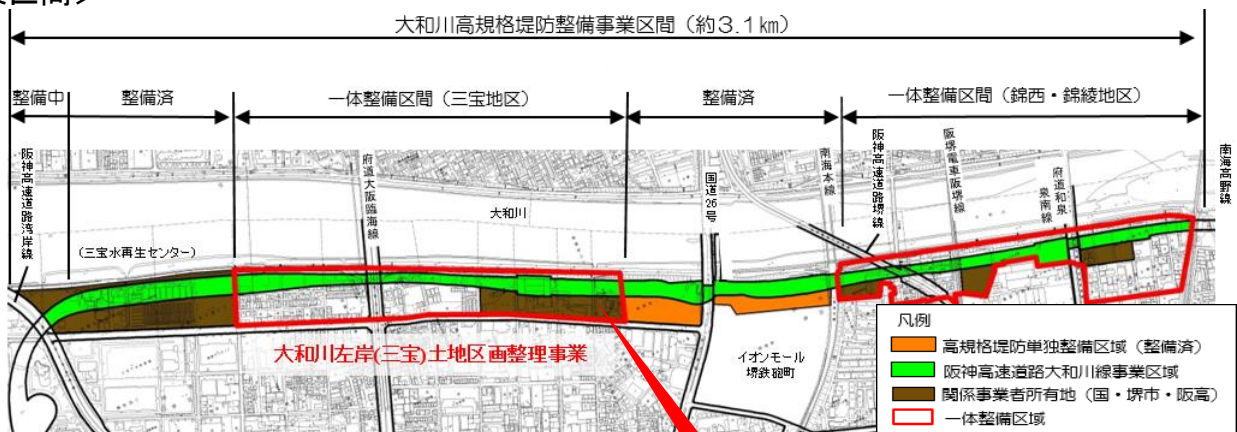 大和川高規格堤防整備事業区間（約3.1km）
整備中
整備済
一体整備区間（三宝地区）
整備済
一体整備区間（錦西・錦綾地区）
阪神高速道路湾岸線
（三宝水再生センター）
府道大阪臨海線
大和川
国道26号
南海本線
阪神高速道路堺線
阪堺電車阪堺線
府道和泉泉南線
南海高野線
大和川左岸(三宝)土地区画整理事業
イオンモール
堺鉄砲町
凡例
高規格堤防単独整備区域（整備済）
阪神高速道路大和川線事業区域
関係事業者所有地（国・堺市・阪高）
一体整備区域